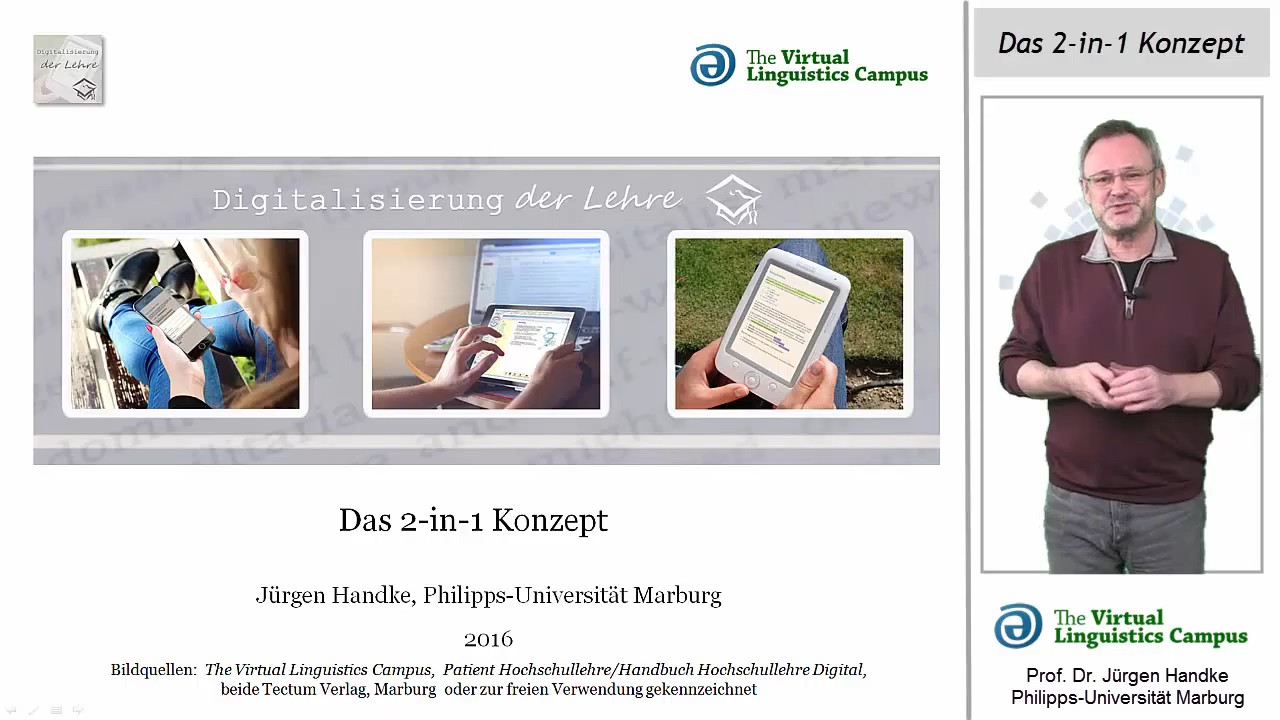 Digitalisierung
der Lehre
The Virtual
Linguistics Campus
Digitalisierung der Lehre
Das 2-in-1 Konzept
Jürgen Handke, Philipps-Universität Marburg
2016
Bildquellen: The Virtual Linguistics Campus, Patient Hochschullehre/Handbuch Hochschullehre Digital,
beide Tectum Verlag, Marburg oder zur freien Verwendung gekennzeichnet
Das 2-in-1 Konzept
The Virtual
Linguistics Campus
Prof. Dr. Jürgen Handke
Philipps-Universität Marburg